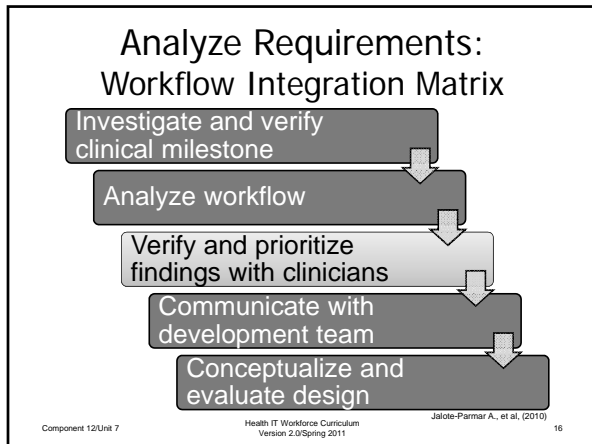 Analyze Requirements:
Workflow Integration Matrix
Investigate and verify
clinical milestone
Analyze workflow
Verify and prioritize
findings with clinicians
Communicate with
development team
Conceptualize and
evaluate design
Jalote-Parmar A., et al, (2010)
Component 12/Unit 7
Health IT Workforce Curriculum
Version 2.0/Spring 2011
16